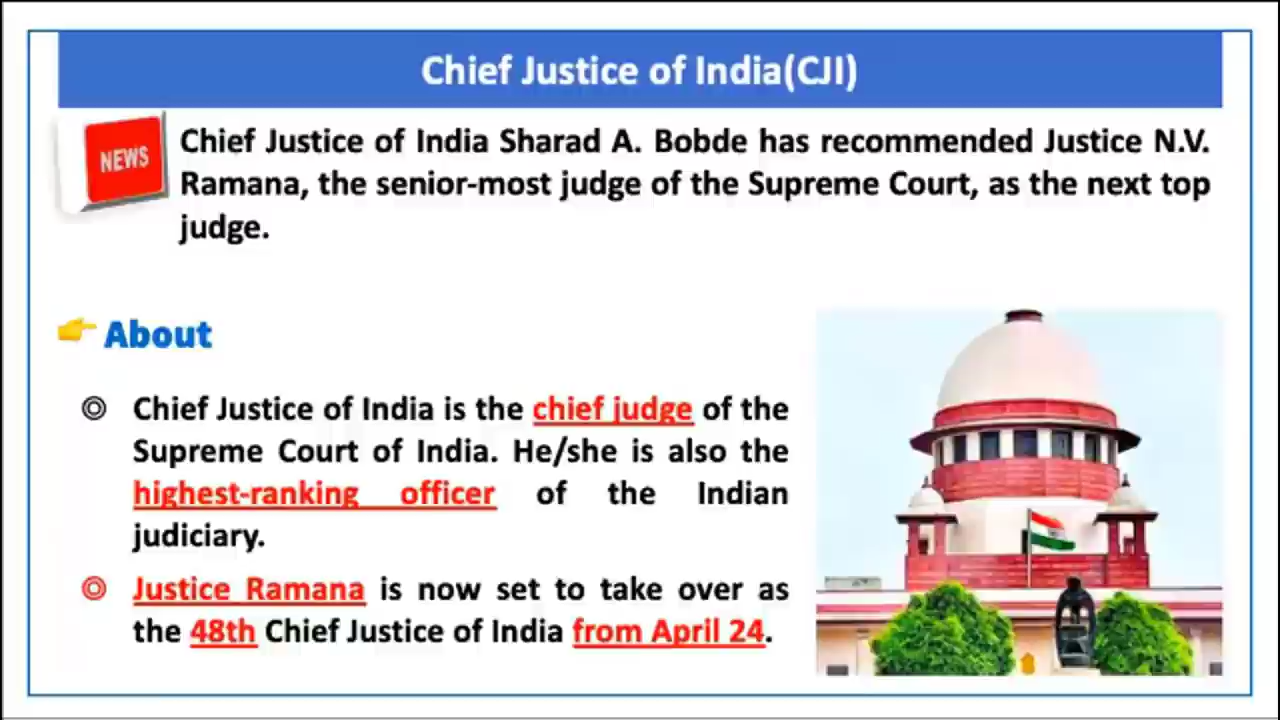 Chief Justice of India(CJI)
NEWS
Chief Justice of India Sharad A. Bobde has recommended Justice N.V.
Ramana, the senior-most judge of the Supreme Court, as the next top
judge.
About
Chief Justice of India is the chief judge of the
Supreme Court of India. He/she is also the
highest-ranking officer of the Indian
judiciary.
Justice Ramana is now set to take over as
the 48th Chief Justice of India from April 24.